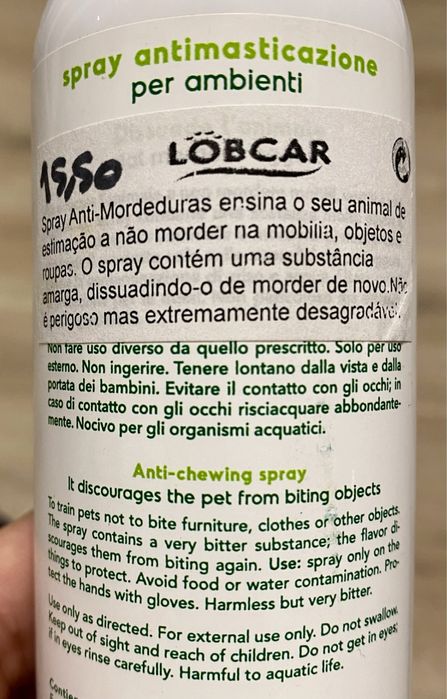 spray antimasticazione
per ambienti
LOBCAR
15,50
Spray Anti-Mordeduras ensina o seu animal de
estimação a não morder na mobilia, objetos e
roupas. O spray contém uma substância
amarga, dissuadindo-o de morder de novo. Não
é perigoso mas extremamente desagradável.
Non fare uso diverso da quello prescritto. Solo per uso
esterno. Non ingerire. Tenere lontano dalla vista e dalla
portata dei bambini. Evitare il contatto con gli occhi; in
caso di contatto con gli occhi risciacquare abbondante-
mente. Nocivo per gli organismi acquatici.
Anti-chewing spray
It discourages the pet from biting objects
To train pets not to bite furniture, clothes or other objects.
The spray contains a very bitter substance; the flavor di-
scourages them from biting again. Use: spray only on the
things to protect. Avoid food or water contamination. Pro-
tect the hands with gloves. Harmless but very bitter.
Use only as directed. For external use only. Do not swallow.
Keep out of sight and reach of children. Do not get in eyes;
if in eyes rinse carefully. Harmful to aquatic life.